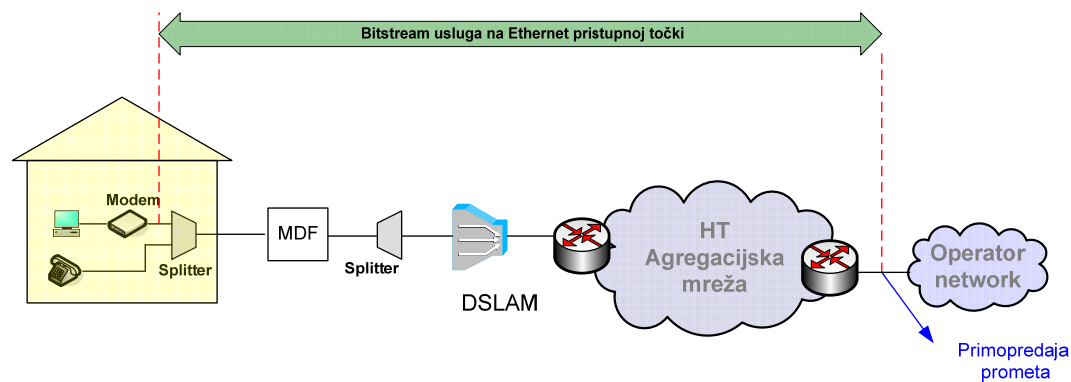 Bitstream usluga na Ethernet pristupnoj točki
Modem
Splitter
MDF
Splitter
DSLAM
HT
Agregacijska
mreža
Operator
network
Primopredaja
prometa